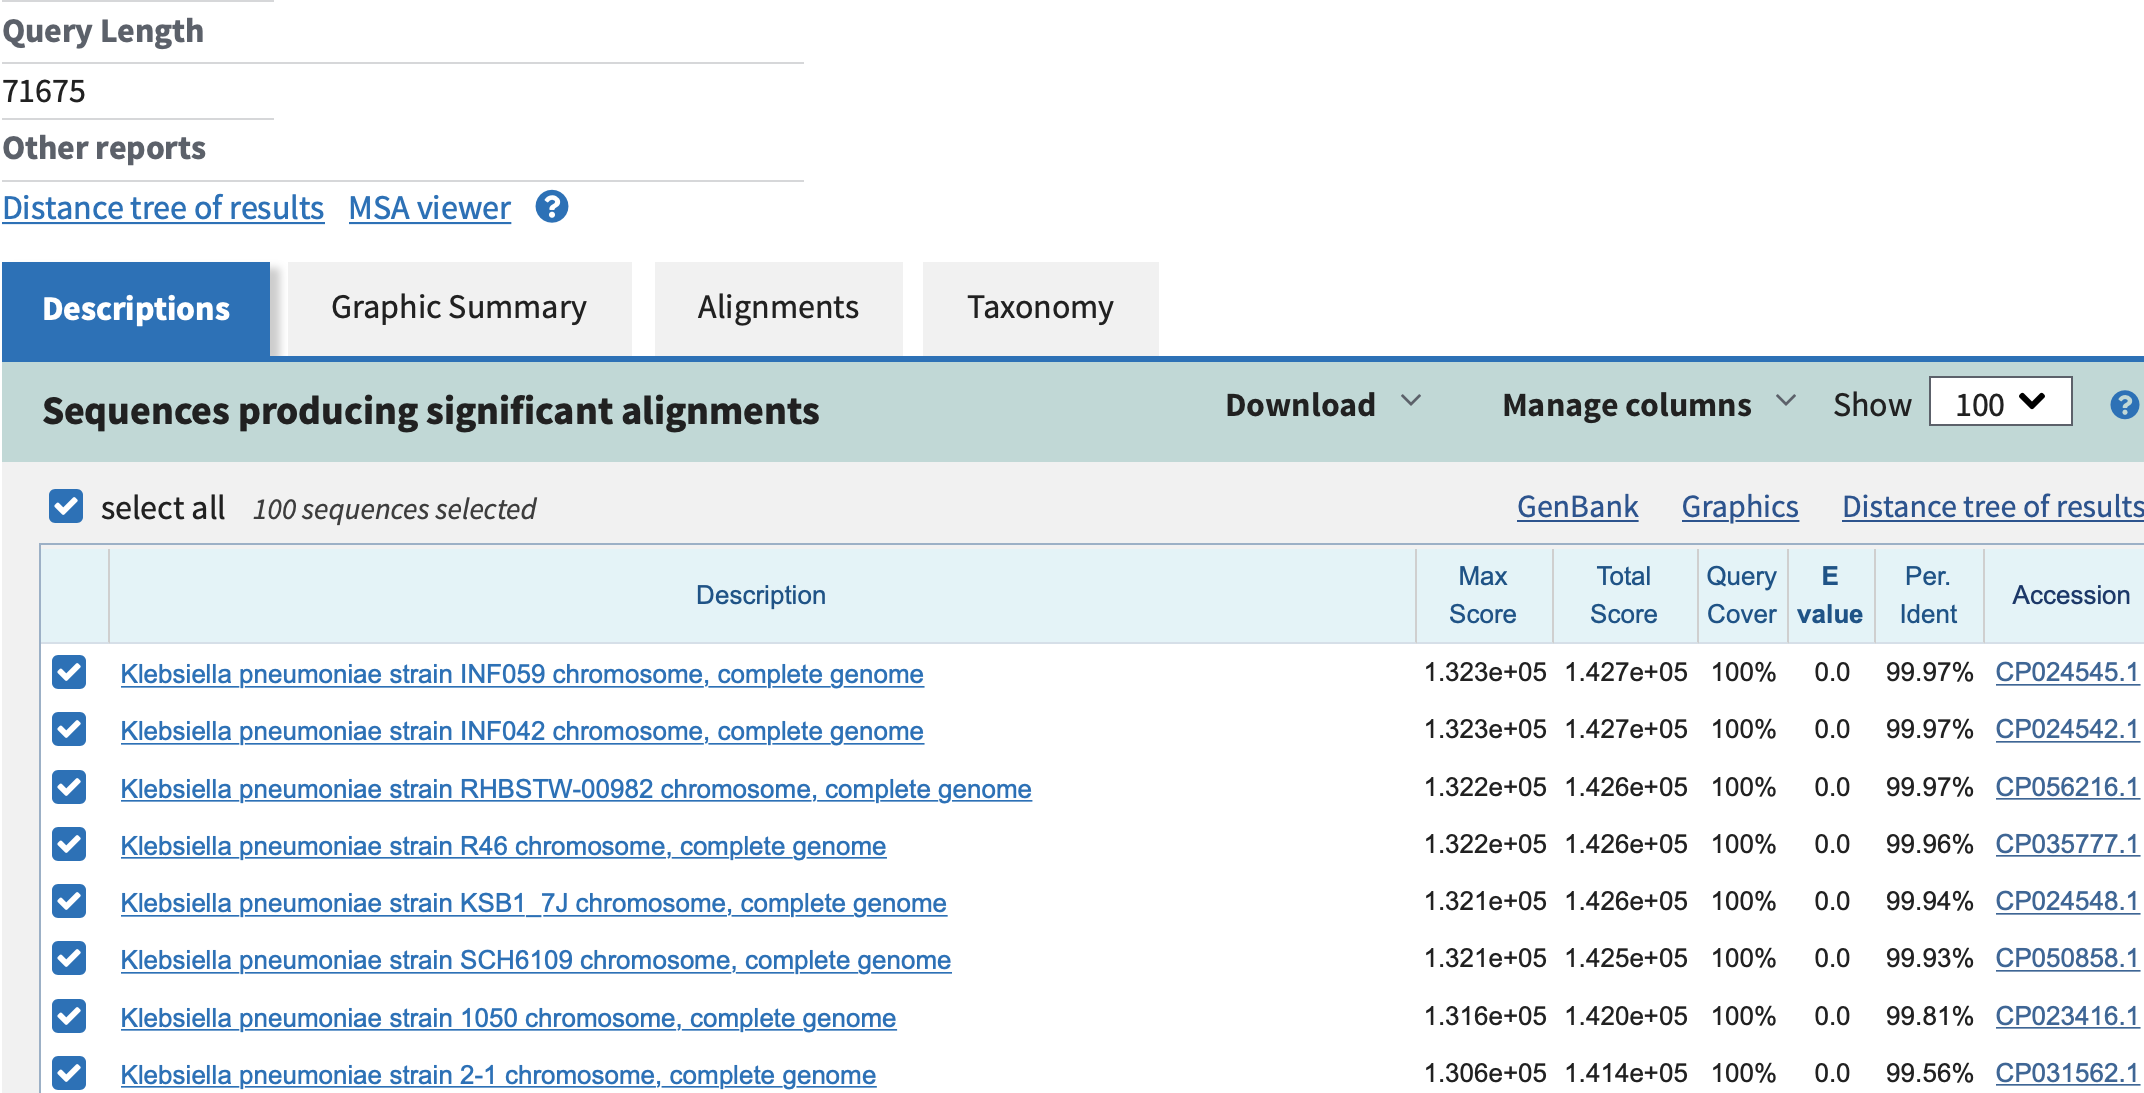 Query Length
71675
Other reports
Distance tree of results MSA viewer ?
Descriptions Graphic Summary Alignments Taxonomy
Sequences producing significant alignments Download Manage columns Show 100 ?
select all 100 sequences selected GenBank Graphics Distance tree of results
Description Max Score Total Score Query Cover E value Per. Ident Accession
Klebsiella pneumoniae strain INF059 chromosome, complete genome 1.323e+05 1.427e+05 100% 0.0 99.97% CP024545.1
Klebsiella pneumoniae strain INF042 chromosome, complete genome 1.323e+05 1.427e+05 100% 0.0 99.97% CP024542.1
Klebsiella pneumoniae strain RHBSTW-00982 chromosome, complete genome 1.322e+05 1.426e+05 100% 0.0 99.97% CP056216.1
Klebsiella pneumoniae strain R46 chromosome, complete genome 1.322e+05 1.426e+05 100% 0.0 99.96% CP035777.1
Klebsiella pneumoniae strain KSB1_7J chromosome, complete genome 1.321e+05 1.426e+05 100% 0.0 99.94% CP024548.1
Klebsiella pneumoniae strain SCH6109 chromosome, complete genome 1.321e+05 1.425e+05 100% 0.0 99.93% CP050858.1
Klebsiella pneumoniae strain 1050 chromosome, complete genome 1.316e+05 1.420e+05 100% 0.0 99.81% CP023416.1
Klebsiella pneumoniae strain 2-1 chromosome, complete genome 1.306e+05 1.414e+05 100% 0.0 99.56% CP031562.1